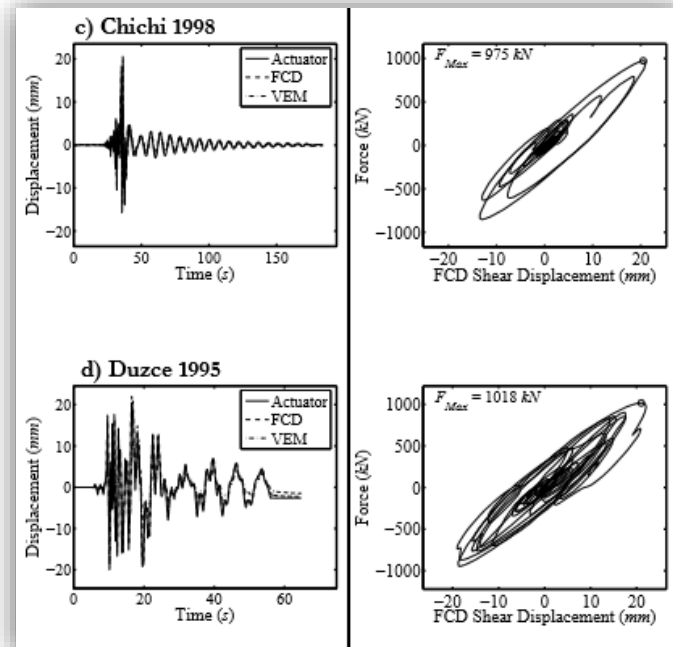 c) Chichi 1998
20
10
0
−10
−20
Displacement (mm)
Actuator
FCD
VEM
0
50
100
150
Time (s)
F_Max = 975 kN
1000
500
0
−500
−1000
Force (kN)
−20
−10
0
10
20
FCD Shear Displacement (mm)
d) Duzce 1995
20
10
0
−10
−20
Displacement (mm)
Actuator
FCD
VEM
0
20
40
60
Time (s)
F_Max = 1018 kN
1000
500
0
−500
−1000
Force (kN)
−20
−10
0
10
20
FCD Shear Displacement (mm)